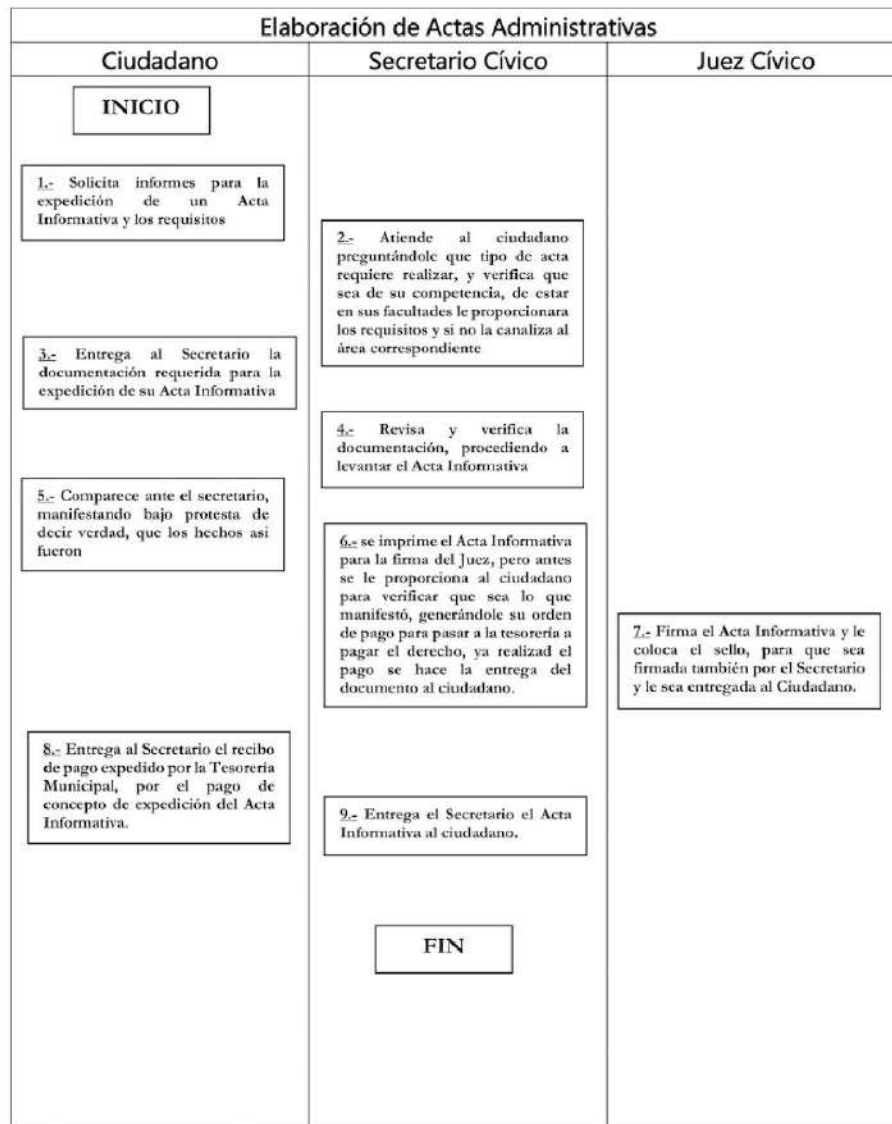 Elaboración de Actas Administrativas
Ciudadano
Secretario Cívico
Juez Cívico
INICIO
1.- Solicita informes para la
expedición de un Acta
Informativa y los requisitos
2.- Atiende al ciudadano
preguntándole que tipo de acta
requiere realizar, y verifica que
sea de su competencia, de estar
en sus facultades le proporcionara
los requisitos y si no la canaliza al
área correspondiente
3.- Entrega al Secretario la
documentación requerida para la
expedición de su Acta Informativa
4.- Revisa y verifica la
documentación, procediendo a
levantar el Acta Informativa
5.- Comparece ante el secretario,
manifestando bajo protesta de
decir verdad, que los hechos asi
fueron
6.- se imprime el Acta Informativa
para la firma del Juez, pero antes
se le proporciona al ciudadano
para verificar que sea lo que
manifestó, generándole su orden
de pago para pasar a la tesorería a
pagar el derecho, ya realizad el
pago se hace la entrega del
documento al ciudadano.
7.- Firma el Acta Informativa y le
coloca el sello, para que sea
firmada también por el Secretario
y le sea entregada al Ciudadano.
8.- Entrega al Secretario el recibo
de pago expedido por la Tesorería
Municipal, por el pago de
concepto de expedición del Acta
Informativa.
9.- Entrega el Secretario el Acta
Informativa al ciudadano.
FIN